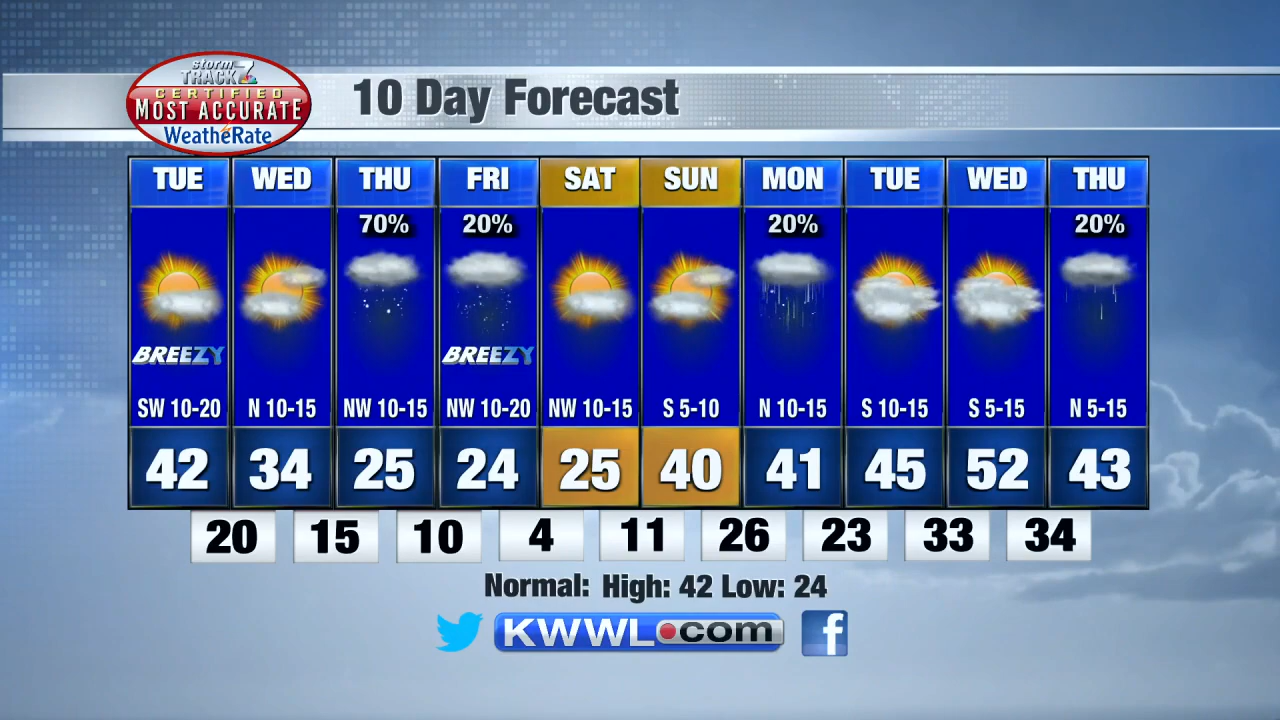 storm
TRACK 7
CERTIFIED
MOST ACCURATE
WeatheRate
10 Day Forecast
TUE WED THU FRI SAT SUN MON TUE WED THU
70% 20% 20% 20%
BREEZY BREEZY
SW 10-20 N 10-15 NW 10-15 NW 10-20 NW 10-15 S 5-10 N 10-15 S 10-15 S 5-15 N 5-15
42 34 25 24 25 40 41 45 52 43
20 15 10 4 11 26 23 33 34
Normal: High: 42 Low: 24
KWWL.com f